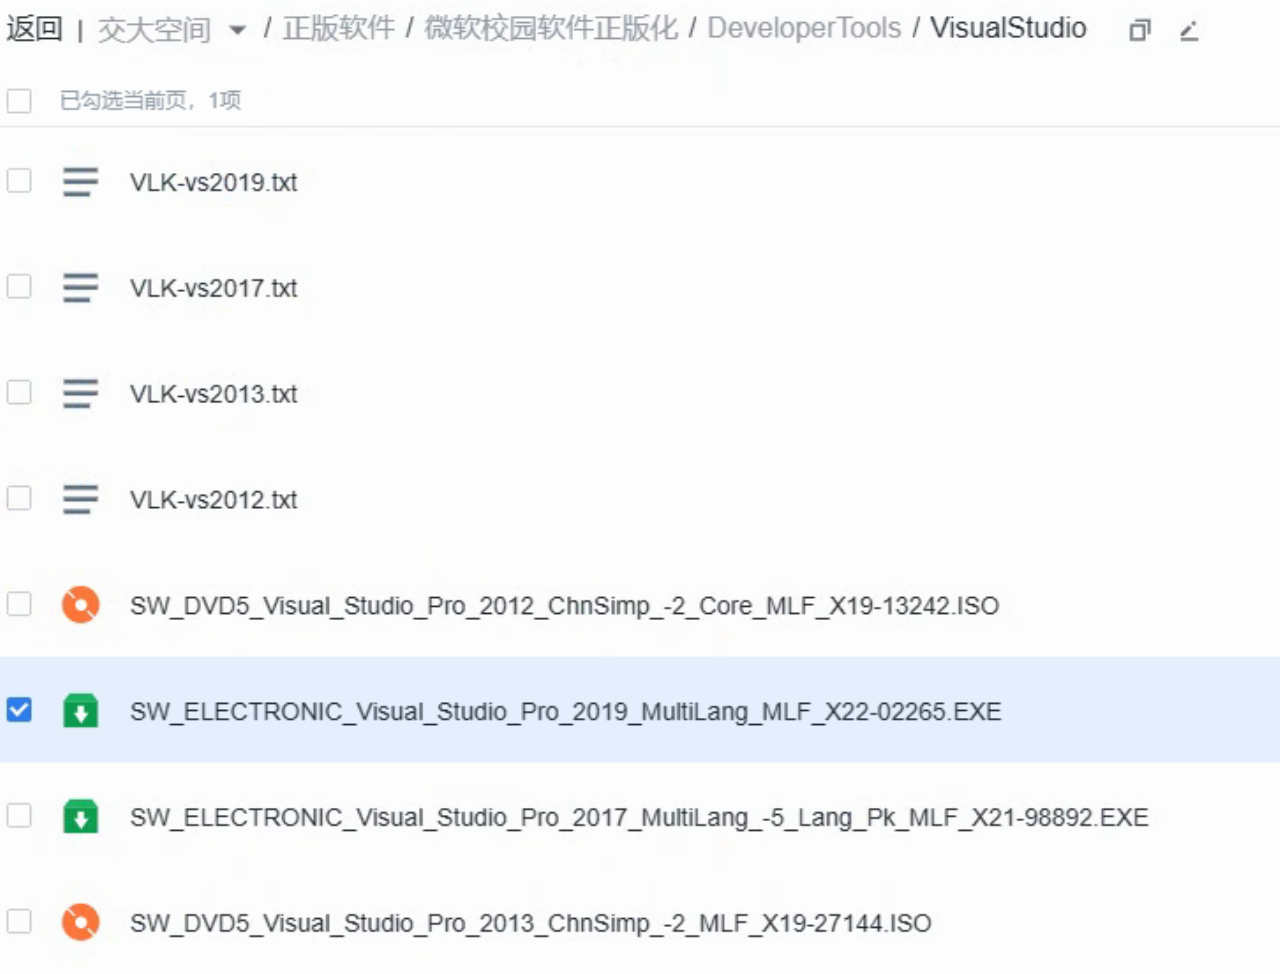 返回 | 交大空间 / 正版软件 / 微软校园软件正版化 / DeveloperTools / VisualStudio
已勾选当前页，1项
VLK-vs2019.txt
VLK-vs2017.txt
VLK-vs2013.txt
VLK-vs2012.txt
SW_DVD5_Visual_Studio_Pro_2012_ChnSimp_-2_Core_MLF_X19-13242.ISO
SW_ELECTRONIC_Visual_Studio_Pro_2019_MultiLang_MLF_X22-02265.EXE
SW_ELECTRONIC_Visual_Studio_Pro_2017_MultiLang_-5_Lang_Pk_MLF_X21-98892.EXE
SW_DVD5_Visual_Studio_Pro_2013_ChnSimp_-2_MLF_X19-27144.ISO